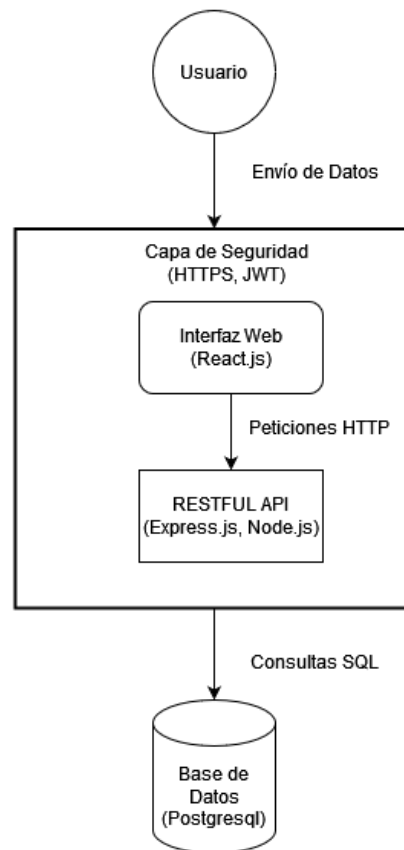 Usuario
Envío de Datos
Capa de Seguridad
(HTTPS, JWT)
Interfaz Web
(React.js)
Peticiones HTTP
RESTFUL API
(Express.js, Node.js)
Consultas SQL
Base de
Datos
(Postgresql)